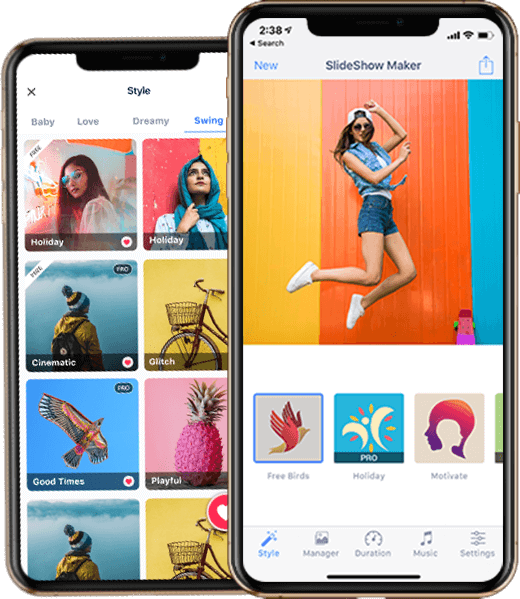 Style
Baby Love Dreamy Swing
FREE
Holiday
Holiday
FREE
PRO
Cinematic
Glitch
PRO
Good Times
Playful
2:38
Search
New SlideShow Maker
PRO
Free Birds Holiday Motivate
Style Manager Duration Music Settings